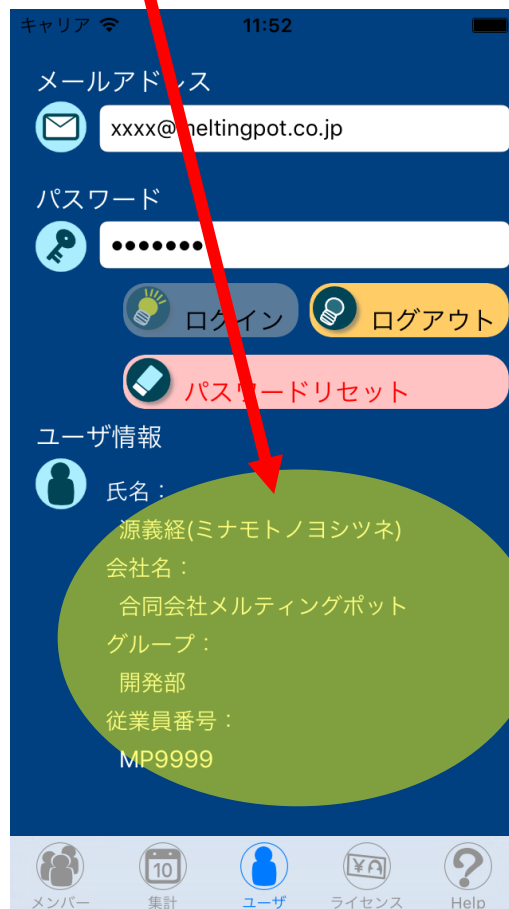 キャリア 11:52
メールアドレス
xxxx@meltingpot.co.jp
パスワード
•••••••
ログイン ログアウト
パスワードリセット
ユーザ情報
氏名：
源義経(ミナモトノヨシツネ)
会社名：
合同会社メルティングポット
グループ：
開発部
従業員番号：
MP9999
10 ¥
メンバー 集計 ユーザ ライセンス Help